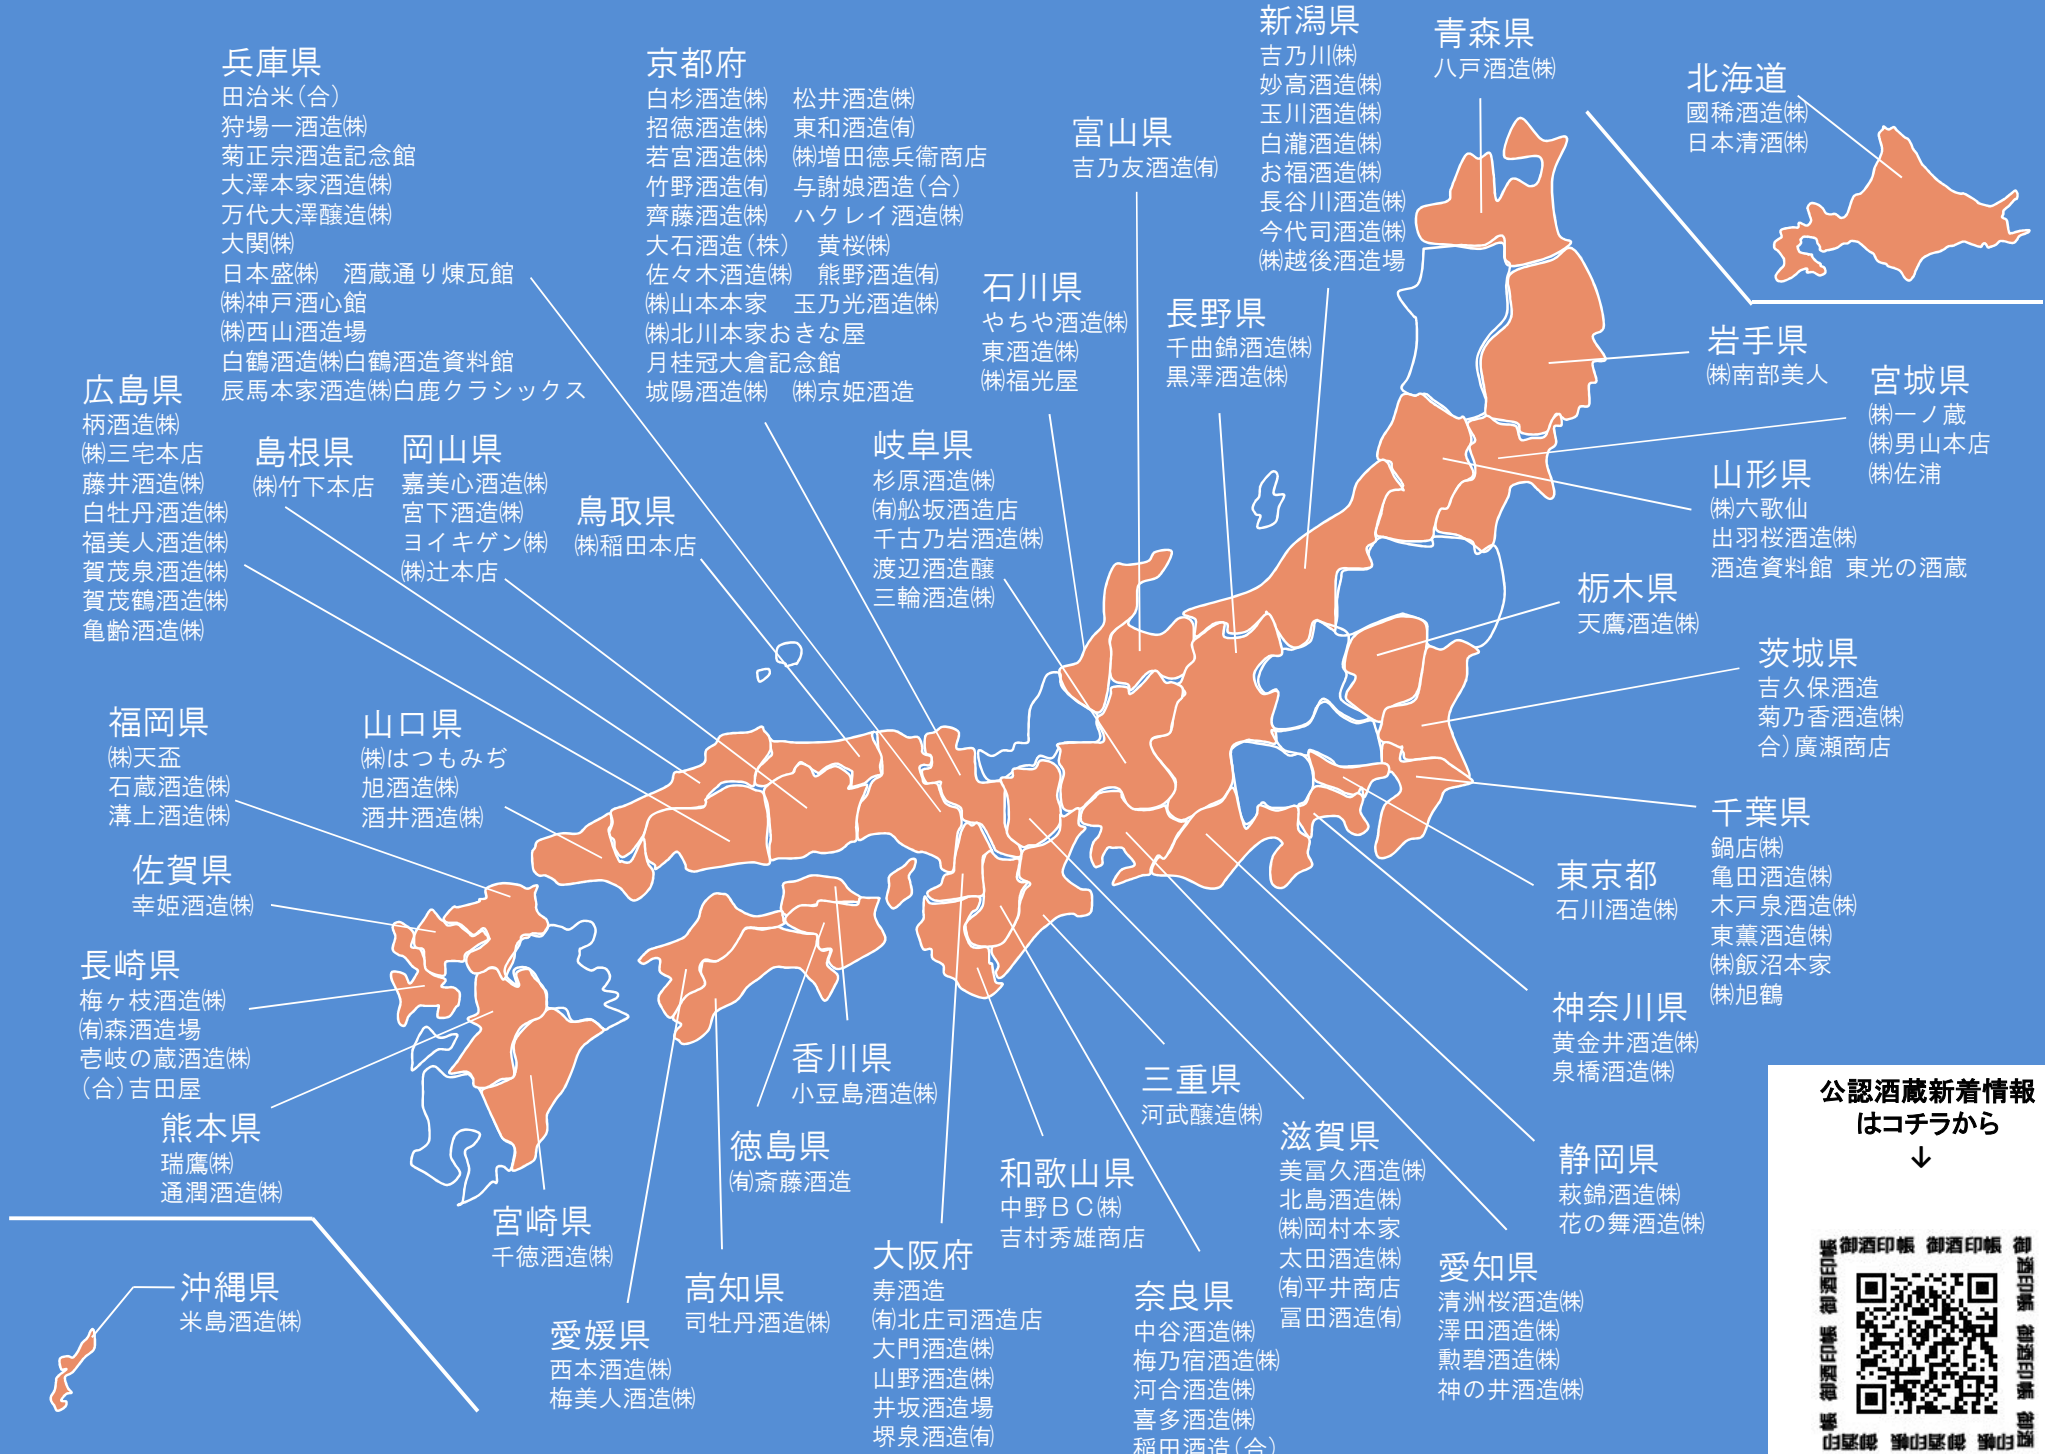 兵庫県
田治米(合)
狩場一酒造㈱
菊正宗酒造記念館
大澤本家酒造㈱
万代大澤醸造㈱
大関㈱
日本盛㈱　酒蔵通り煉瓦館
㈱神戸酒心館
㈱西山酒造場
白鶴酒造㈱白鶴酒造資料館
辰馬本家酒造㈱白鹿クラシックス
京都府
白杉酒造㈱　松井酒造㈱
招徳酒造㈱　東和酒造㈲
若宮酒造㈱　㈱増田德兵衞商店
竹野酒造㈲　与謝娘酒造(合)
齊藤酒造㈱　ハクレイ酒造㈱
大石酒造(株)　黄桜㈱
佐々木酒造㈱　熊野酒造㈲
㈱山本本家　玉乃光酒造㈱
㈱北川本家おきな屋
月桂冠大倉記念館
城陽酒造㈱　㈱京姫酒造
新潟県
吉乃川㈱
妙高酒造㈱
玉川酒造㈱
白瀧酒造㈱
お福酒造㈱
長谷川酒造㈱
今代司酒造㈱
㈱越後酒造場
青森県
八戸酒造㈱
北海道
國稀酒造㈱
日本清酒㈱
富山県
吉乃友酒造㈲
石川県
やちや酒造㈱
東酒造㈱
㈱福光屋
長野県
千曲錦酒造㈱
黒澤酒造㈱
岩手県
㈱南部美人
宮城県
㈱一ノ蔵
㈱男山本店
㈱佐浦
山形県
㈱六歌仙
出羽桜酒造㈱
酒造資料館 東光の酒蔵
広島県
柄酒造㈱
㈱三宅本店
藤井酒造㈱
白牡丹酒造㈱
福美人酒造㈱
賀茂泉酒造㈱
賀茂鶴酒造㈱
亀齢酒造㈱
島根県
㈱竹下本店
岡山県
嘉美心酒造㈱
宮下酒造㈱
ヨイキゲン㈱
㈱辻本店
鳥取県
㈱稲田本店
岐阜県
杉原酒造㈱
㈲舩坂酒造店
千古乃岩酒造㈱
渡辺酒造醸
三輪酒造㈱
栃木県
天鷹酒造㈱
茨城県
吉久保酒造
菊乃香酒造㈱
合)廣瀬商店
福岡県
㈱天盃
石蔵酒造㈱
溝上酒造㈱
山口県
㈱はつもみぢ
旭酒造㈱
酒井酒造㈱
千葉県
鍋店㈱
亀田酒造㈱
木戸泉酒造㈱
東薫酒造㈱
㈱飯沼本家
㈱旭鶴
佐賀県
幸姫酒造㈱
東京都
石川酒造㈱
長崎県
梅ヶ枝酒造㈱
㈲森酒造場
壱岐の蔵酒造㈱
(合)吉田屋
神奈川県
黄金井酒造㈱
泉橋酒造㈱
香川県
小豆島酒造㈱
三重県
河武醸造㈱
熊本県
瑞鷹㈱
通潤酒造㈱
徳島県
㈲斎藤酒造
和歌山県
中野ＢＣ㈱
吉村秀雄商店
滋賀県
美冨久酒造㈱
北島酒造㈱
㈱岡村本家
太田酒造㈱
㈲平井商店
冨田酒造㈲
静岡県
萩錦酒造㈱
花の舞酒造㈱
宮崎県
千徳酒造㈱
大阪府
寿酒造
㈲北庄司酒造店
大門酒造㈱
山野酒造㈱
井坂酒造場
堺泉酒造㈲
愛知県
清洲桜酒造㈱
澤田酒造㈱
勲碧酒造㈱
神の井酒造㈱
沖縄県
米島酒造㈱
高知県
司牡丹酒造㈱
奈良県
中谷酒造㈱
梅乃宿酒造㈱
河合酒造㈱
喜多酒造㈱
稲田酒造(合)
愛媛県
西本酒造㈱
梅美人酒造㈱
公認酒蔵新着情報
はコチラから
↓
御酒印帳 御酒印帳 御
酒印帳 御酒印帳 御酒
印帳 御酒印帳 御酒印
帳 御酒印帳 御酒印帳